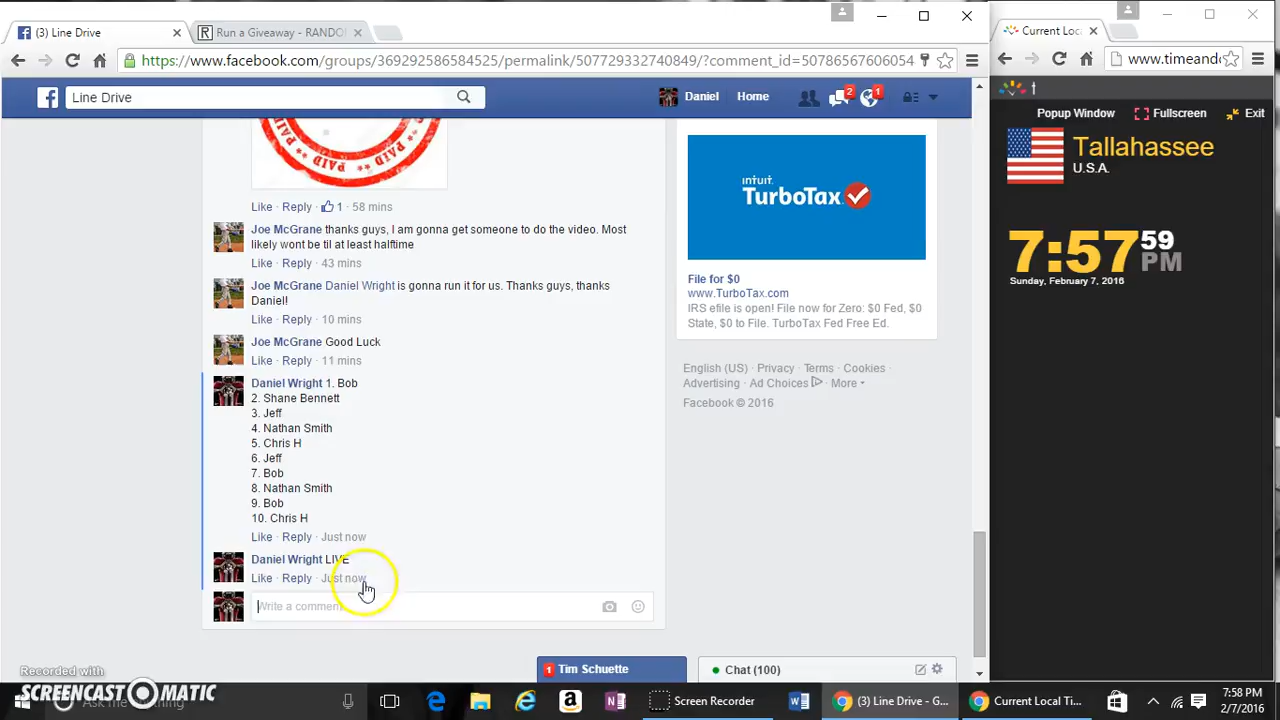 (3) Line Drive
Run a Giveaway - RANDO
Current Loc
https://www.facebook.com/groups/369252586584525/permalink/507729332740849/?comment_id=50786567606054
www.timeand
Line Drive
Daniel
Home
2
1
t
Popup Window
Fullscreen
Exit
Tallahassee
U.S.A.
7:57 59 PM
Sunday, February 7, 2016
PAID PAID
Like · Reply · 1 · 58 mins
Joe McGrane thanks guys, I am gonna get someone to do the video. Most
likely wont be til at least halftime
Like · Reply · 43 mins
Joe McGrane Daniel Wright is gonna run it for us. Thanks guys, thanks
Daniel!
Like · Reply · 10 mins
Joe McGrane Good Luck
Like · Reply · 11 mins
Daniel Wright 1. Bob
2. Shane Bennett
3. Jeff
4. Nathan Smith
5. Chris H
6. Jeff
7. Bob
8. Nathan Smith
9. Bob
10. Chris H
Like · Reply · Just now
Daniel Wright LIVE
Like · Reply · Just now
Write a comment
intuit
TurboTax
File for $0
www.TurboTax.com
IRS efile is open! File now for Zero: $0 Fed, $0
State, $0 to File. TurboTax Fed Free Ed.
English (US) · Privacy · Terms · Cookies ·
Advertising · Ad Choices · More
Facebook © 2016
1 Tim Schuette
Chat (100)
Recorded with
SCREENCAST-O-MATIC
Ask me anything
Screen Recorder
(3) Line Drive - G...
Current Local Ti...
7:58 PM
2/7/2016